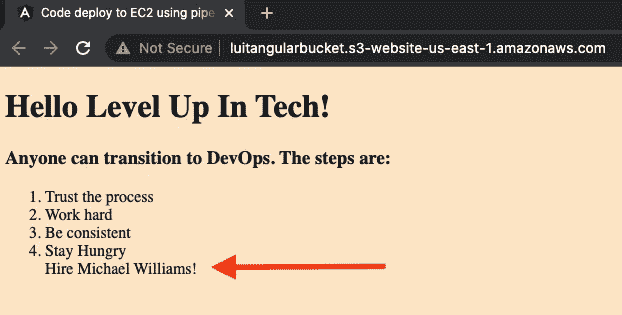 Code deploy to EC2 using pipe
Not Secure | luitangularbucket.s3-website-us-east-1.amazonaws.com
Hello Level Up In Tech!
Anyone can transition to DevOps. The steps are:
1. Trust the process
2. Work hard
3. Be consistent
4. Stay Hungry
Hire Michael Williams!